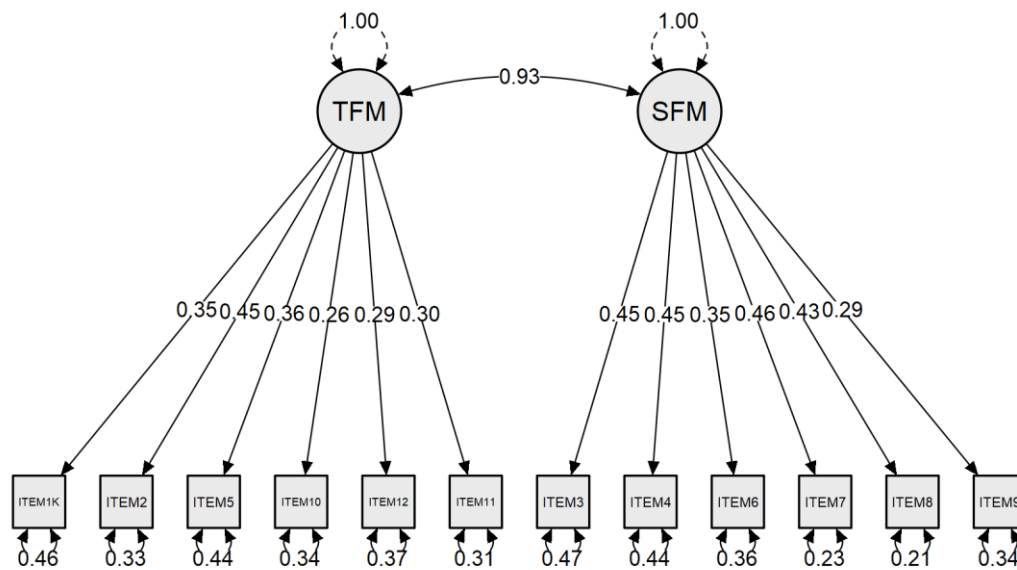 1.00 1.00
0.93
TFM SFM
0.35 0.45 0.36 0.26 0.29 0.30 0.45 0.45 0.35 0.46 0.43 0.29
ITEM1K ITEM2 ITEM5 ITEM10 ITEM12 ITEM11 ITEM3 ITEM4 ITEM6 ITEM7 ITEM8 ITEM9
0.46 0.33 0.44 0.34 0.37 0.31 0.47 0.44 0.36 0.23 0.21 0.34